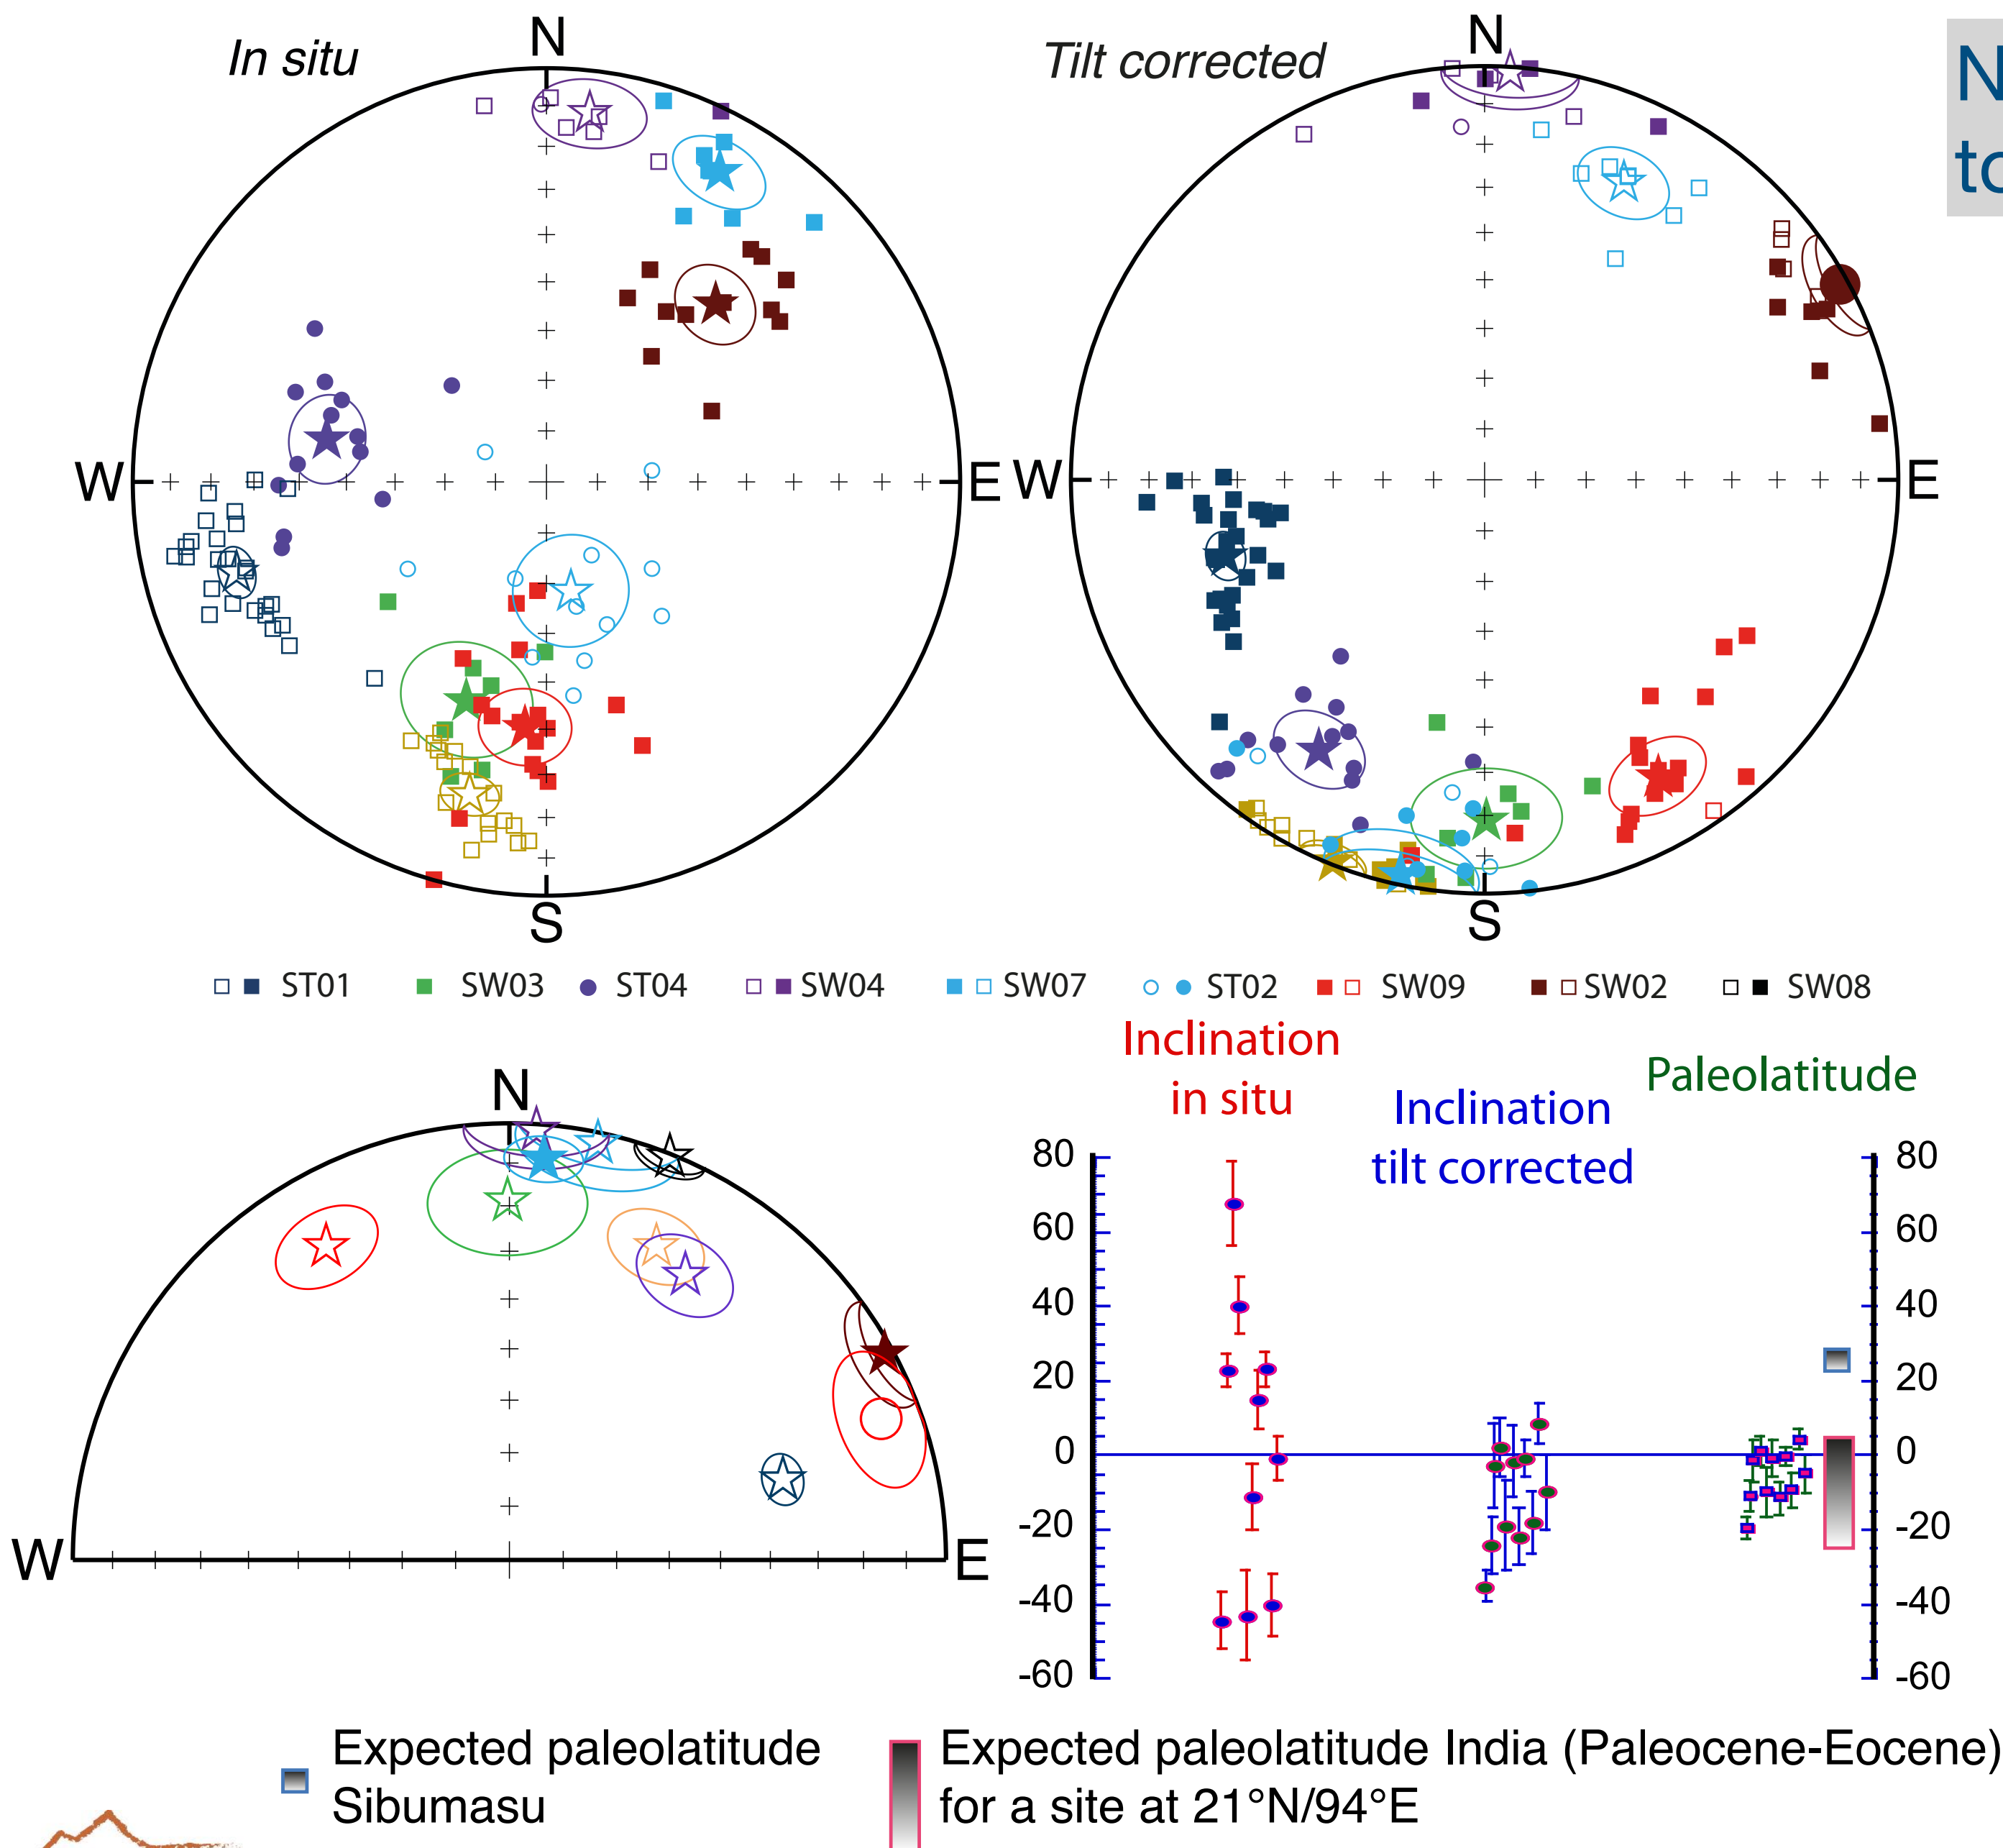 In situ
N
W
E
S
Tilt corrected
N
W
E
S
N
to
ST01
SW03
ST04
SW04
SW07
ST02
SW09
SW02
SW08
N
W
E
Inclination
in situ
Inclination
tilt corrected
Paleolatitude
80
60
40
20
0
-20
-40
-60
80
60
40
20
0
-20
-40
-60
Expected paleolatitude
Sibumasu
Expected paleolatitude India (Paleocene-Eocene)
for a site at 21°N/94°E